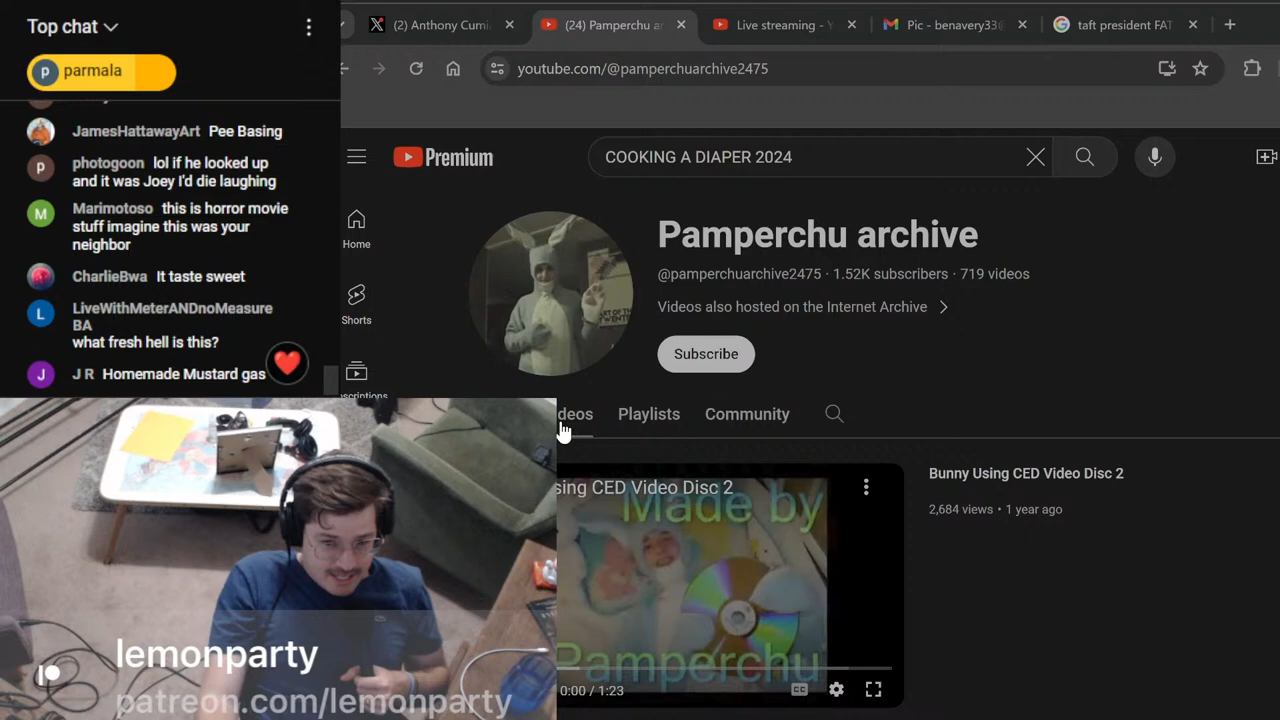 Top chat
parmala
JamesHattawayArt Pee Basing
photogoon lol if he looked up
and it was Joey I'd die laughing
Marimotoso this is horror movie
stuff imagine this was your
neighbor
CharlieBwa It taste sweet
LiveWithMeterANDnoMeasure
BA
what fresh hell is this?
J R Homemade Mustard gas
(2) Anthony Cumi
(24) Pamperchu ar
Live streaming - Y
Pic - benavery33@
taft president FAT
youtube.com/@pamperchuarchive2475
Premium
COOKING A DIAPER 2024
Home
Shorts
scriptions
Pamperchu archive
@pamperchuarchive2475 · 1.52K subscribers · 719 videos
Videos also hosted on the Internet Archive
Subscribe
deos
Playlists
Community
sing CED Video Disc 2
Made by
Pamperchu
0:00 / 1:23
CC
Bunny Using CED Video Disc 2
2,684 views · 1 year ago
lemonparty
patreon.com/lemonparty